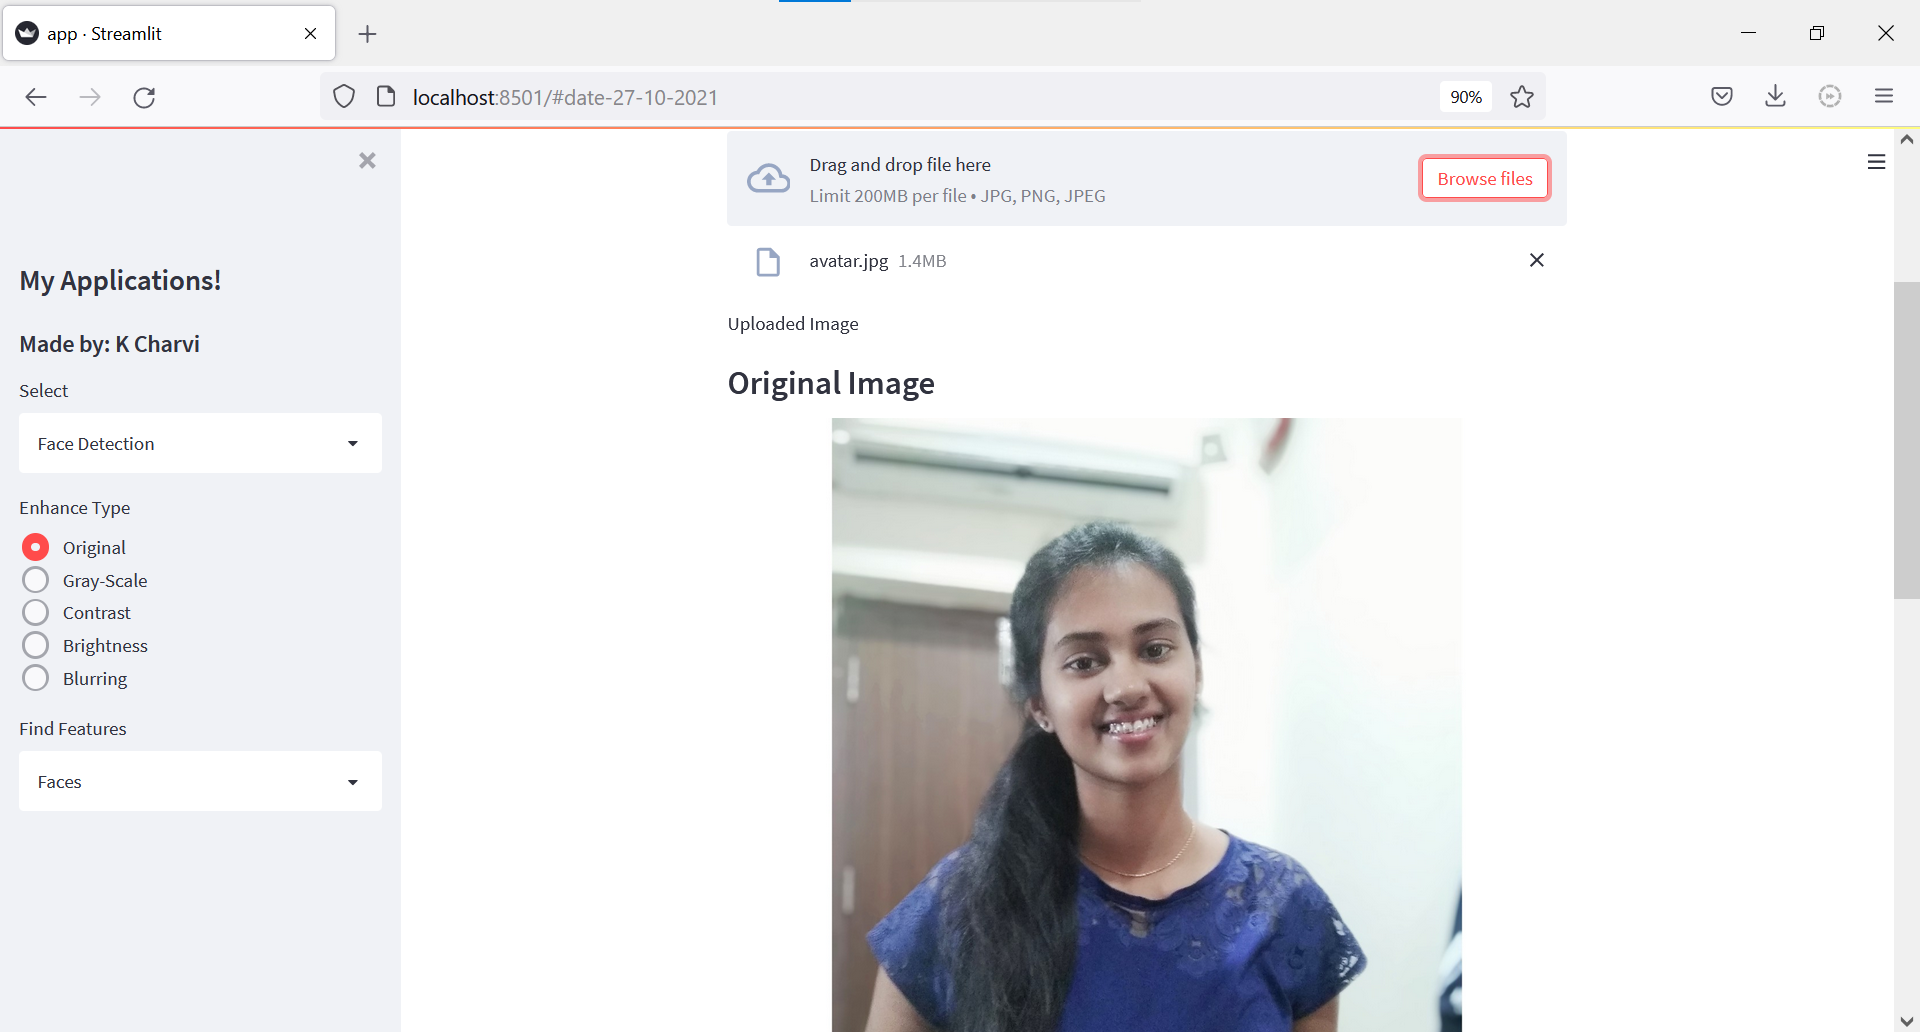 app · Streamlit
localhost:8501/#date-27-10-2021
90%
My Applications!
Made by: K Charvi
Select
Face Detection
Enhance Type
Original
Gray-Scale
Contrast
Brightness
Blurring
Find Features
Faces
Drag and drop file here
Limit 200MB per file • JPG, PNG, JPEG
Browse files
avatar.jpg 1.4MB
Uploaded Image
Original Image